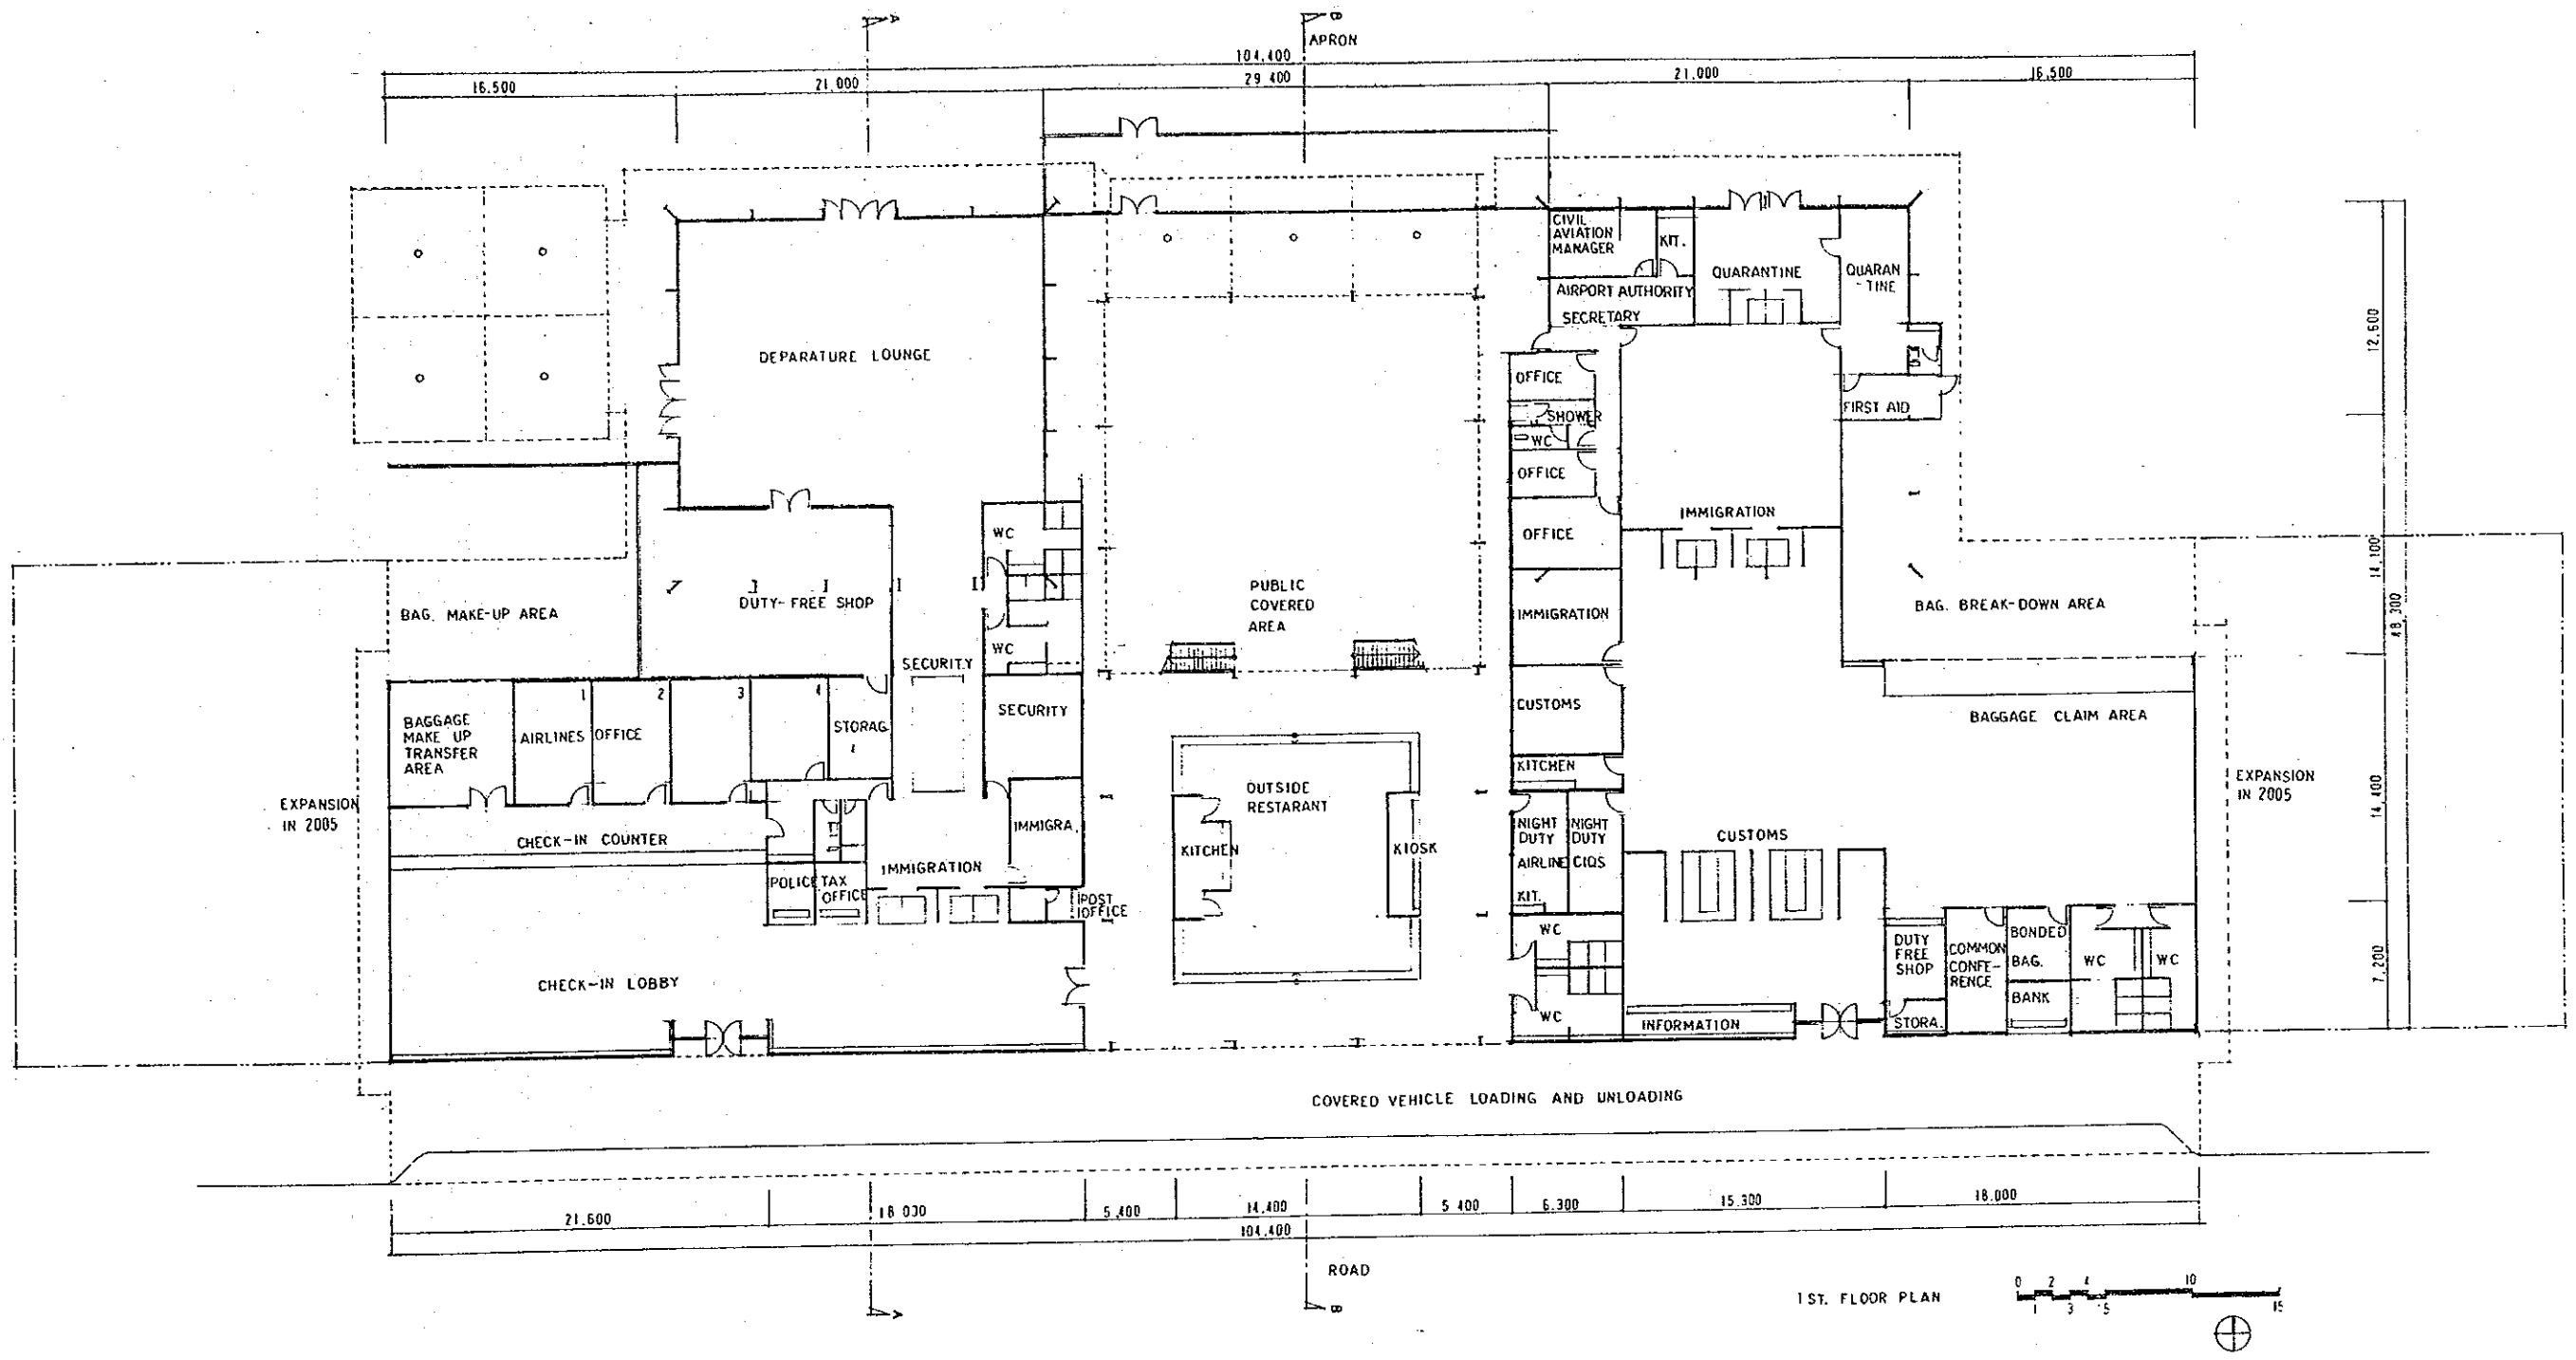 A
B
APRON
104,400
16.500
21 000
29 400
21,000
16,500
CIVIL
AVIATION
MANAGER
KIT.
QUARANTINE
QUARAN
-TINE
AIRPORT AUTHORITY
SECRETARY
12,600
DEPARATURE LOUNGE
OFFICE
SHOWER
WC
FIRST AID
OFFICE
IMMIGRATION
OFFICE
WC
14,100
48,300
PUBLIC
COVERED
AREA
DUTY-FREE SHOP
BAG. MAKE-UP AREA
IMMIGRATION
BAG. BREAK-DOWN AREA
WC
SECURITY
1
2
3
4
BAGGAGE
MAKE UP
TRANSFER
AREA
AIRLINES OFFICE
STORAG
SECURITY
CUSTOMS
BAGGAGE CLAIM AREA
KITCHEN
OUTSIDE
RESTARANT
EXPANSION
IN 2005
EXPANSION
IN 2005
14,400
CHECK-IN COUNTER
IMMIGRA.
KITCHEN
KIOSK
NIGHT
DUTY
AIRLINE
KIT.
NIGHT
DUTY
CIQS
CUSTOMS
IMMIGRATION
POLICE
TAX
OFFICE
POST
OFFICE
WC
DUTY
FREE
SHOP
COMMON
CONFE-
RENCE
BONDED
BAG.
WC
WC
CHECK-IN LOBBY
BANK
7,200
WC
INFORMATION
STORA.
COVERED VEHICLE LOADING AND UNLOADING
21,600
18 000
5,400
14,400
5 400
6,300
15,300
18,000
104,400
ROAD
A
B
1 ST. FLOOR PLAN
0 2 4 10
1 3 5 15